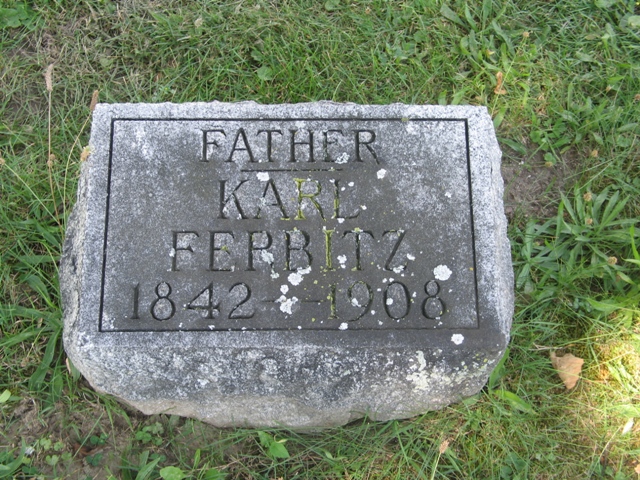 FATHER
KARL
FERBITZ
1842-1908